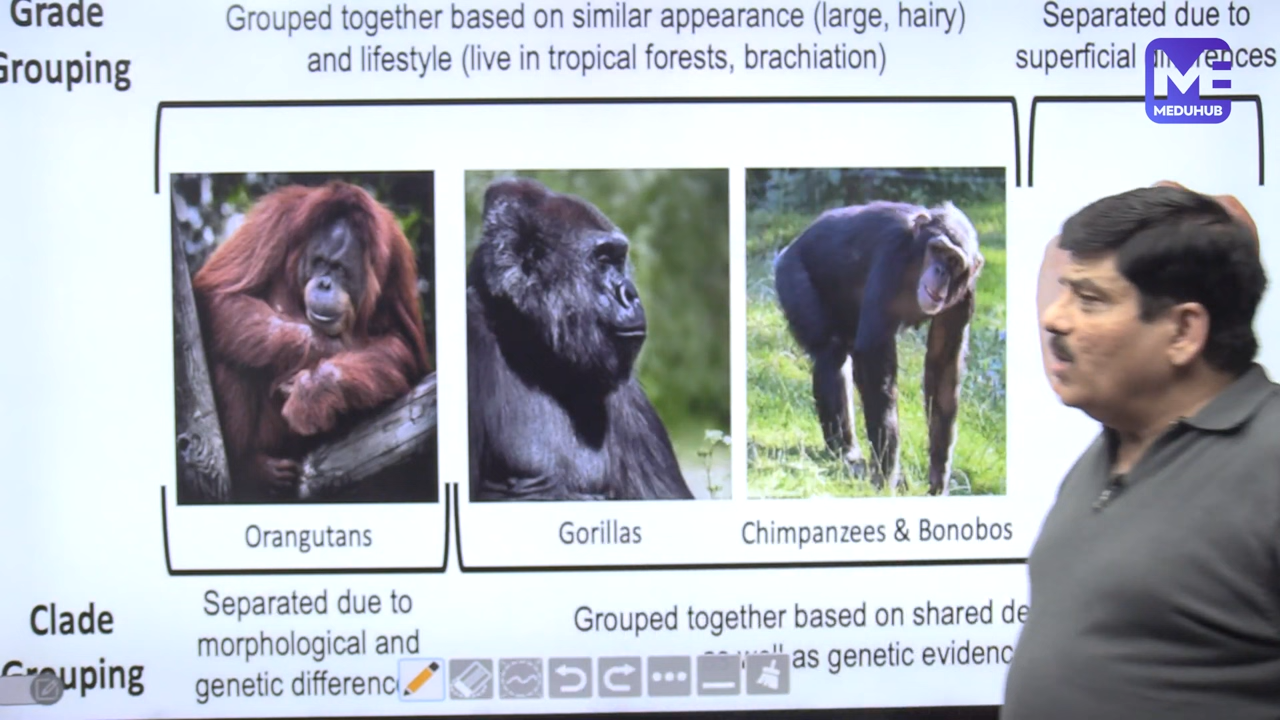 Grade
Grouping
Grouped together based on similar appearance (large, hairy)
and lifestyle (live in tropical forests, brachiation)
Separated due to
superficial differences
MEDUHUB
Orangutans
Gorillas
Chimpanzees & Bonobos
Clade
Grouping
Separated due to
morphological and
genetic differenc
Grouped together based on shared de
as well as genetic evidenc